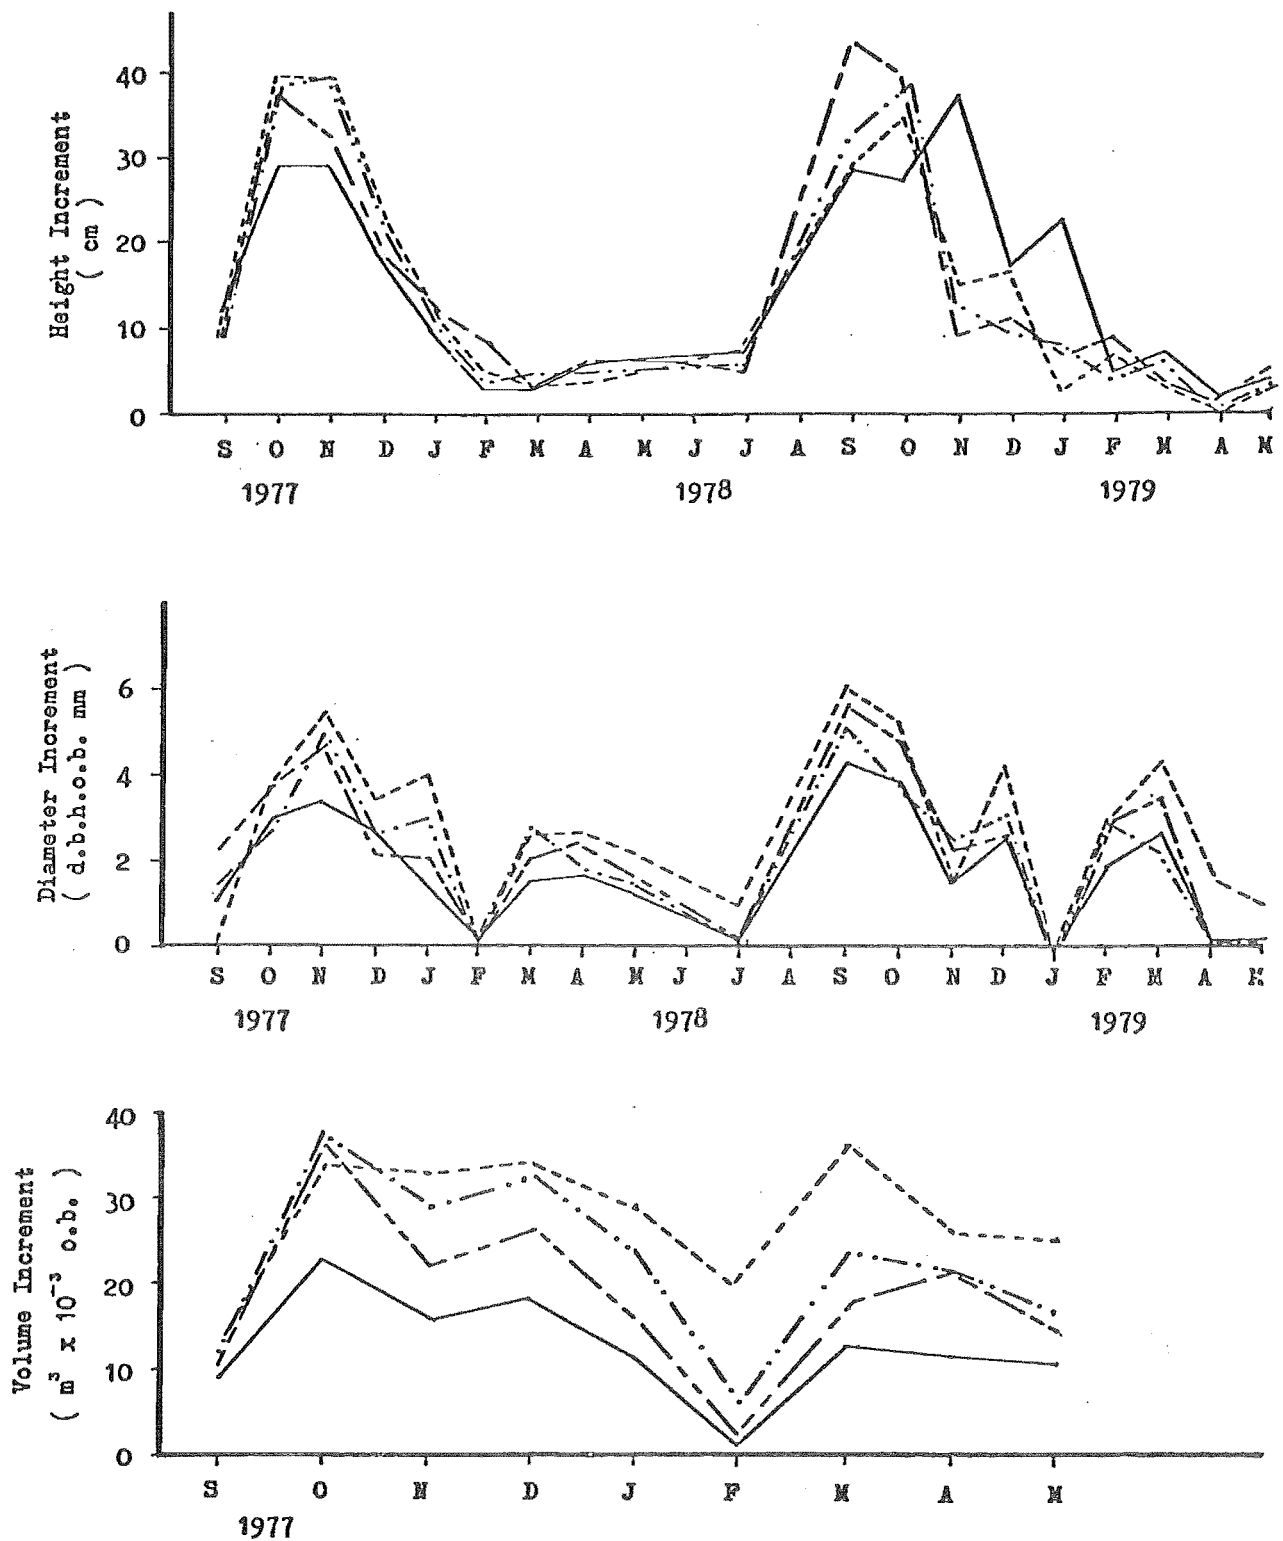 Height Increment
( cm )
40
30
20
10
0
S O N D J F M A M J J A S O N D J F M A M
1977 1978 1979
Diameter Increment
( d.b.h.o.b. mm )
6
4
2
0
S O N D J F M A M J J A S O N D J F M A M
1977 1978 1979
Volume Increment
( m³ x 10⁻³ o.b. )
40
30
20
10
0
S O N D J F M A M
1977